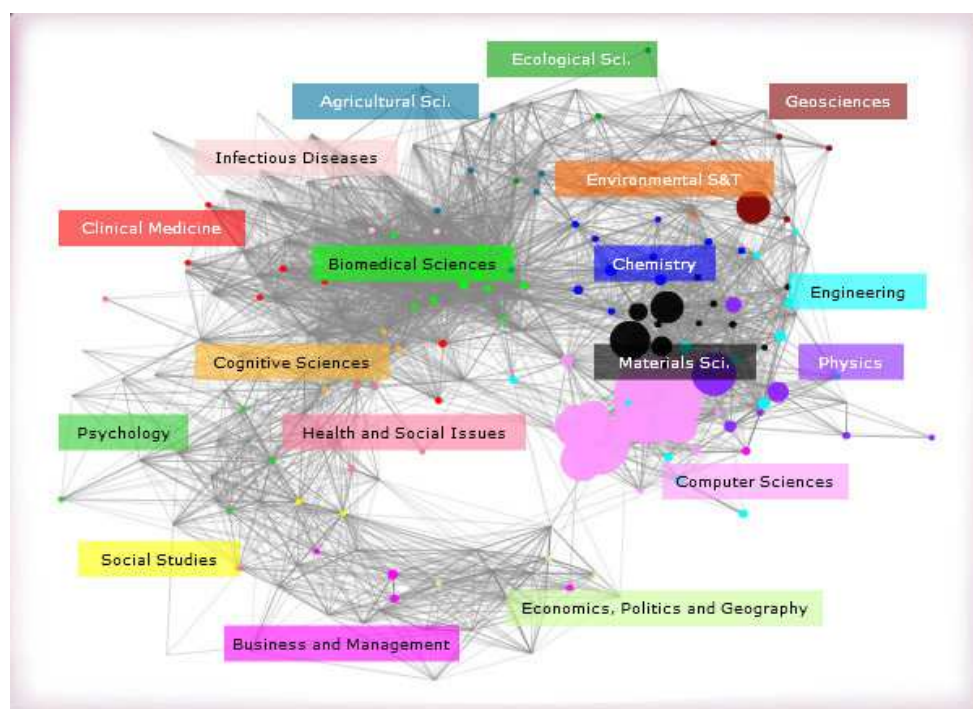 Ecological Sci.
Agricultural Sci.
Geosciences
Infectious Diseases
Environmental S&T
Clinical Medicine
Biomedical Sciences
Chemistry
Engineering
Cognitive Sciences
Materials Sci.
Physics
Psychology
Health and Social Issues
Computer Sciences
Social Studies
Economics, Politics and Geography
Business and Management